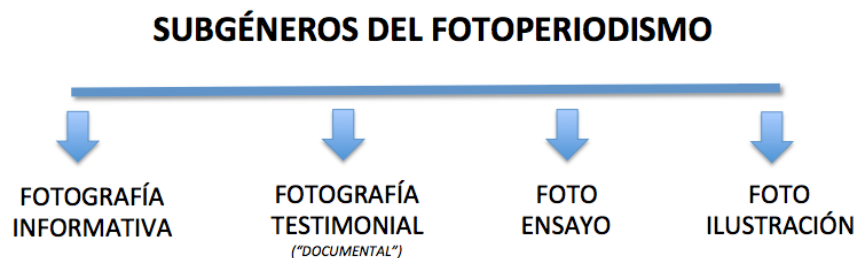 SUBGÉNEROS DEL FOTOPERIODISMO
FOTOGRAFÍA
INFORMATIVA
FOTOGRAFÍA
TESTIMONIAL
("DOCUMENTAL")
FOTO
ENSAYO
FOTO
ILUSTRACIÓN